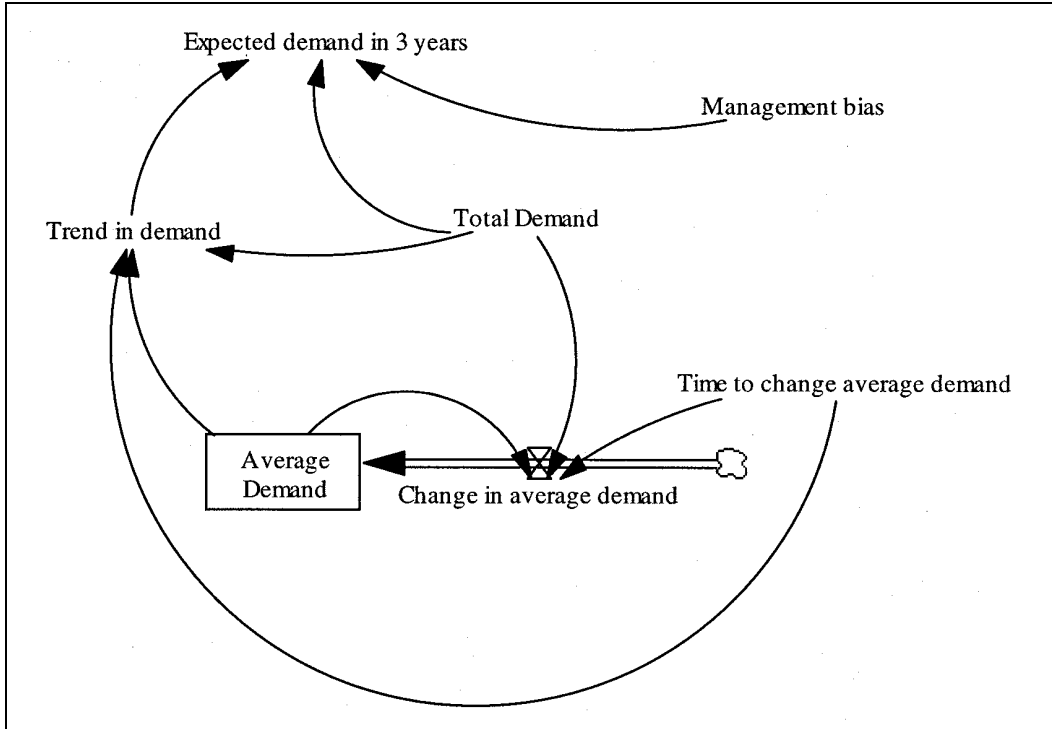 Expected demand in 3 years
Management bias
Trend in demand
Total Demand
Time to change average demand
Average
Demand
Change in average demand